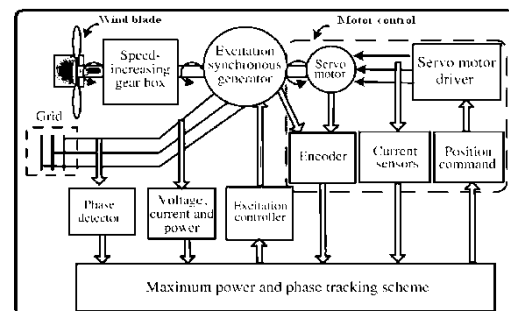 Wind blade
Motor control
Speed-
increasing
gear box
Excitation
synchronous
generator
Servo
motor
Servo motor
driver
Grid
Encoder
Current
sensors
Position
command
Phase
detector
Voltage,
current and
power
Excitation
controller
Maximum power and phase tracking scheme